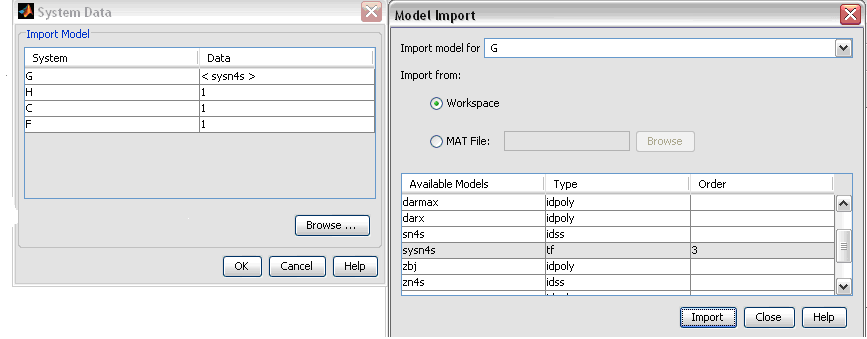 System Data
Import Model
System Data
G < sysn4s >
H 1
C 1
F 1
Browse ...
OK Cancel Help
Model Import
Import model for G
Import from:
Workspace
MAT File: Browse
Available Models Type Order
darmax idpoly
darx idpoly
sn4s idss
sysn4s tf 3
zbj idpoly
zn4s idss
Import Close Help